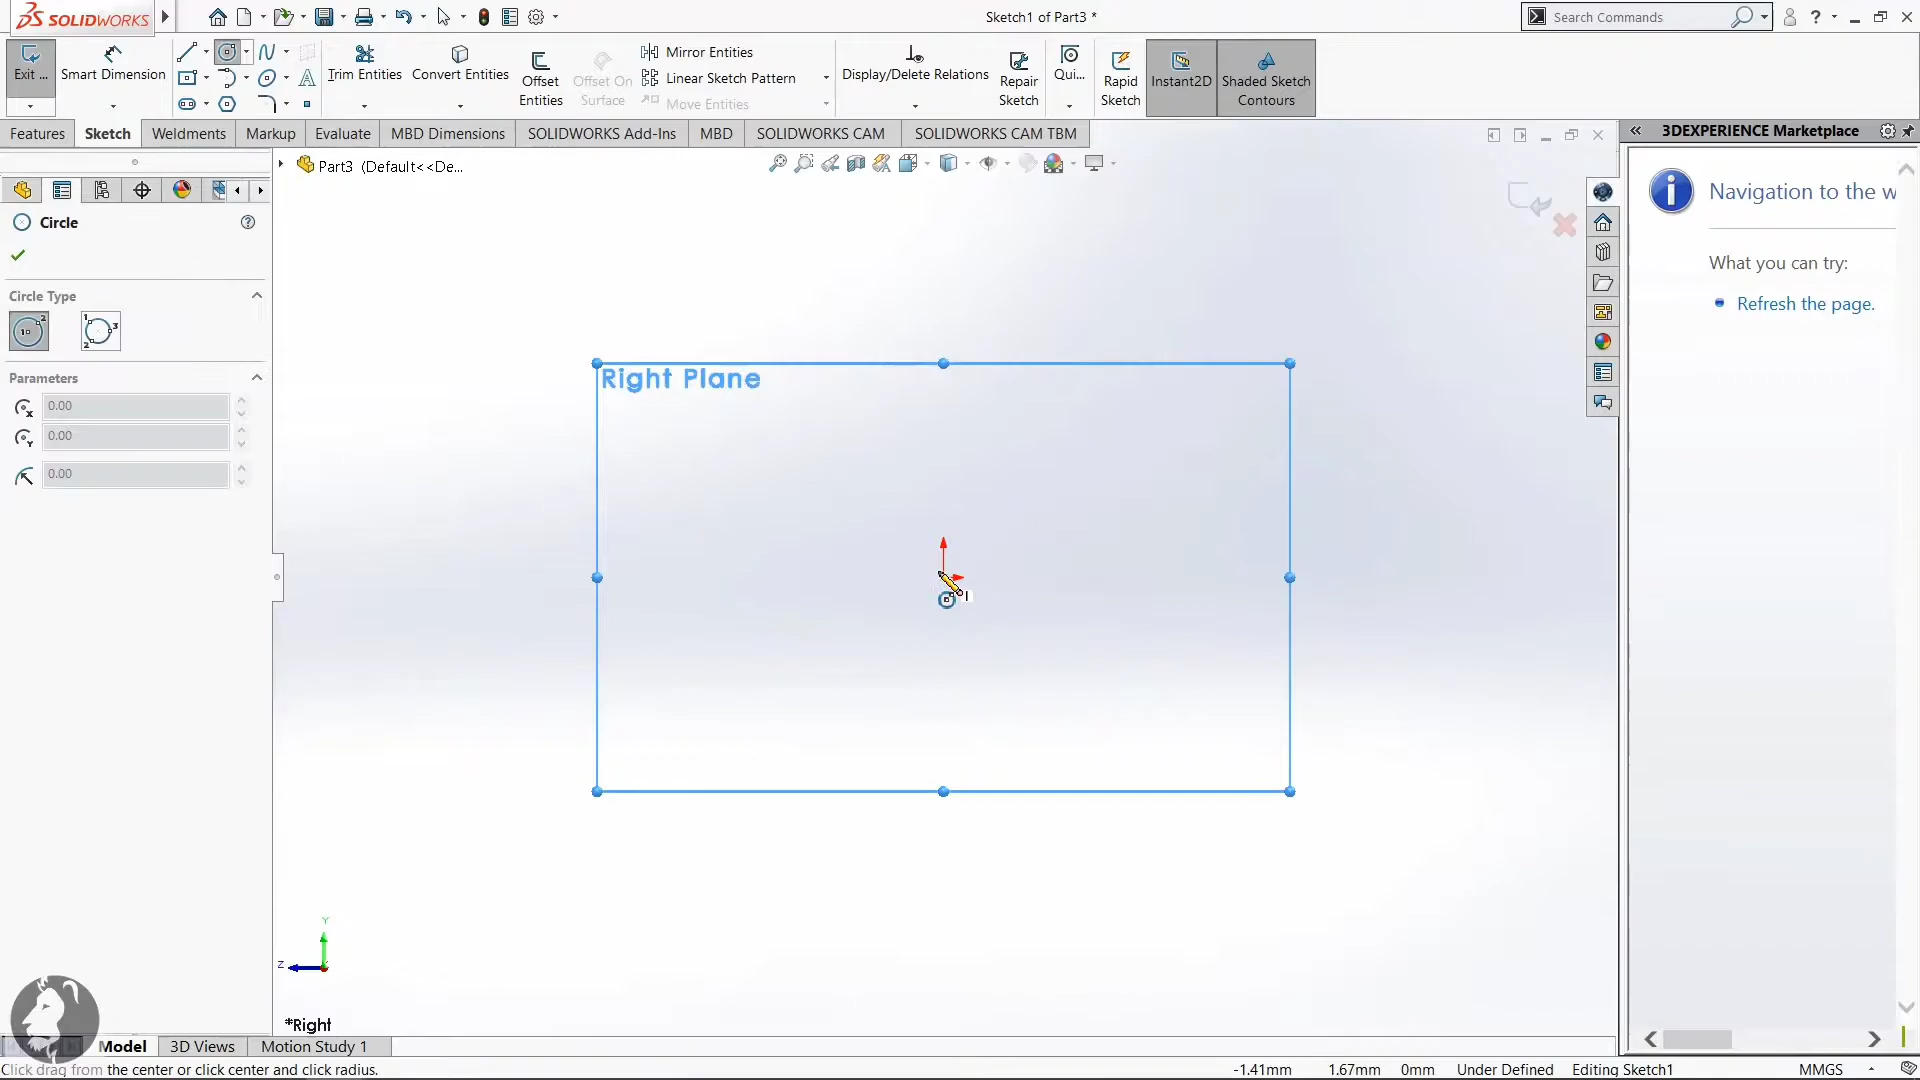 SOLIDWORKS
Sketch1 of Part3 *
Search Commands
?
Exit ...
Smart Dimension
Trim Entities
Convert Entities
Offset
Entities
Offset On
Surface
Mirror Entities
Linear Sketch Pattern
Move Entities
Display/Delete Relations
Repair
Sketch
Qui...
Rapid
Sketch
Instant2D
Shaded Sketch
Contours
Features
Sketch
Weldments
Markup
Evaluate
MBD Dimensions
SOLIDWORKS Add-Ins
MBD
SOLIDWORKS CAM
SOLIDWORKS CAM TBM
3DEXPERIENCE Marketplace
Part3 (Default<<De...
Circle
Circle Type
Parameters
0.00
0.00
0.00
Right Plane
Navigation to the w
What you can try:
Refresh the page.
Y
Z
*Right
Model
3D Views
Motion Study 1
Click drag from the center or click center and click radius.
-1.41mm
1.67mm
0mm
Under Defined
Editing Sketch1
MMGS